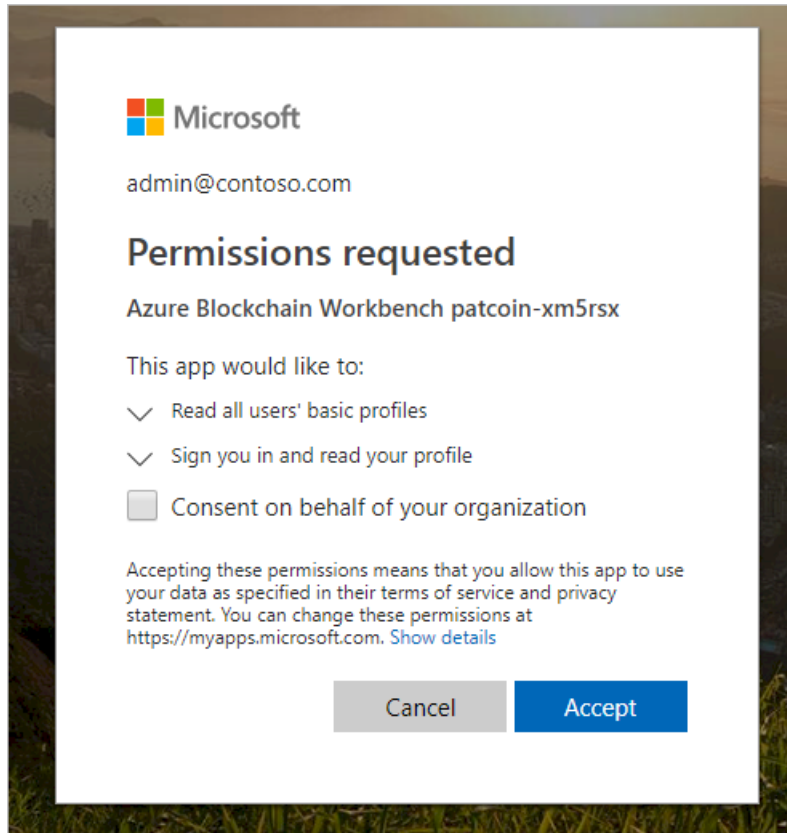 Microsoft
admin@contoso.com
Permissions requested
Azure Blockchain Workbench patcoin-xm5rsx
This app would like to:
Read all users' basic profiles
Sign you in and read your profile
Consent on behalf of your organization
Accepting these permissions means that you allow this app to use
your data as specified in their terms of service and privacy
statement. You can change these permissions at
https://myapps.microsoft.com. Show details
Cancel Accept